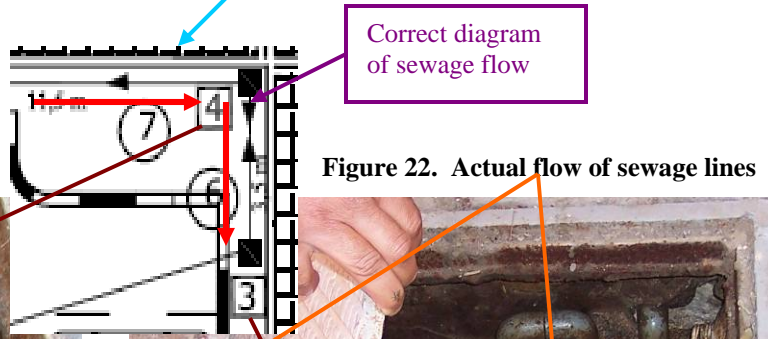 Correct diagram
of sewage flow
4
7
Figure 22. Actual flow of sewage lines
6
3